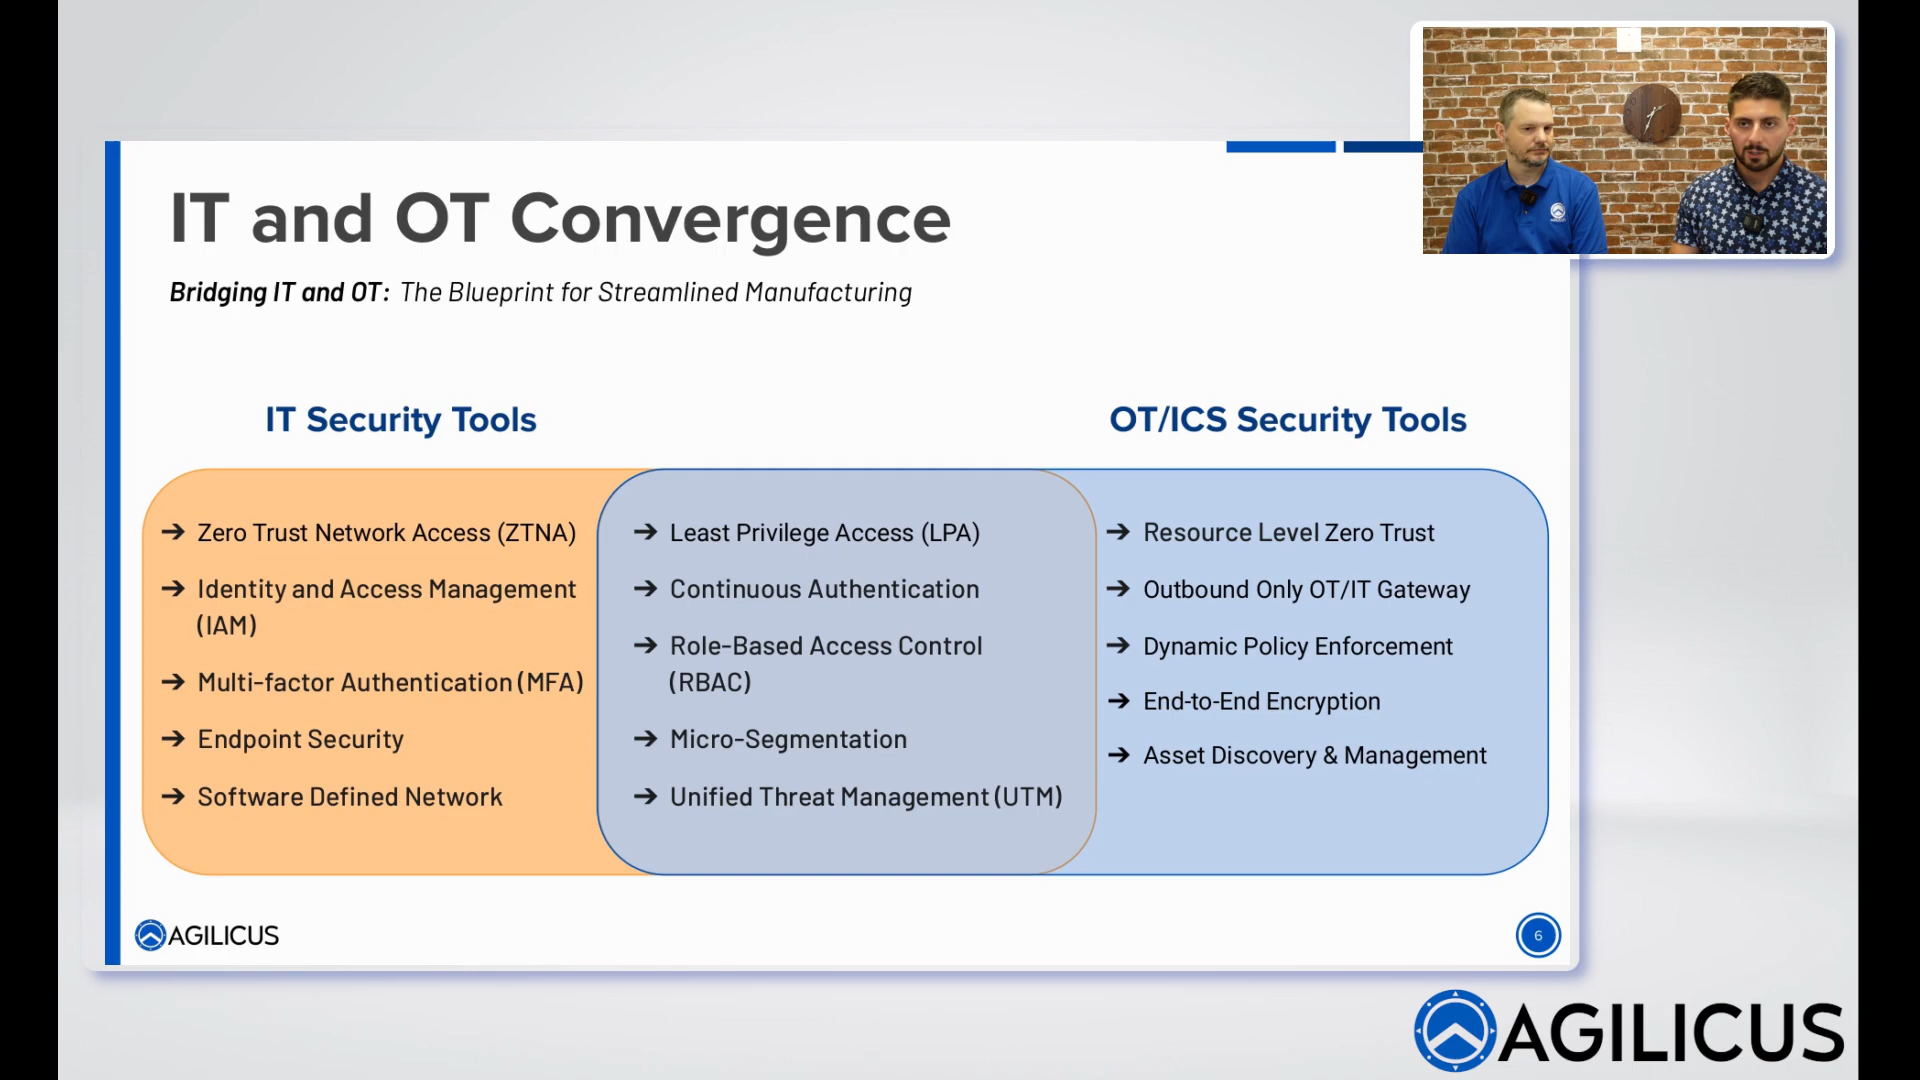 IT and OT Convergence
Bridging IT and OT: The Blueprint for Streamlined Manufacturing
IT Security Tools
➔ Zero Trust Network Access (ZTNA)
➔ Identity and Access Management
(IAM)
➔ Multi-factor Authentication (MFA)
➔ Endpoint Security
➔ Software Defined Network
➔ Least Privilege Access (LPA)
➔ Continuous Authentication
➔ Role-Based Access Control
(RBAC)
➔ Micro-Segmentation
➔ Unified Threat Management (UTM)
OT/ICS Security Tools
➔ Resource Level Zero Trust
➔ Outbound Only OT/IT Gateway
➔ Dynamic Policy Enforcement
➔ End-to-End Encryption
➔ Asset Discovery & Management
AGILICUS
6
AGILICUS